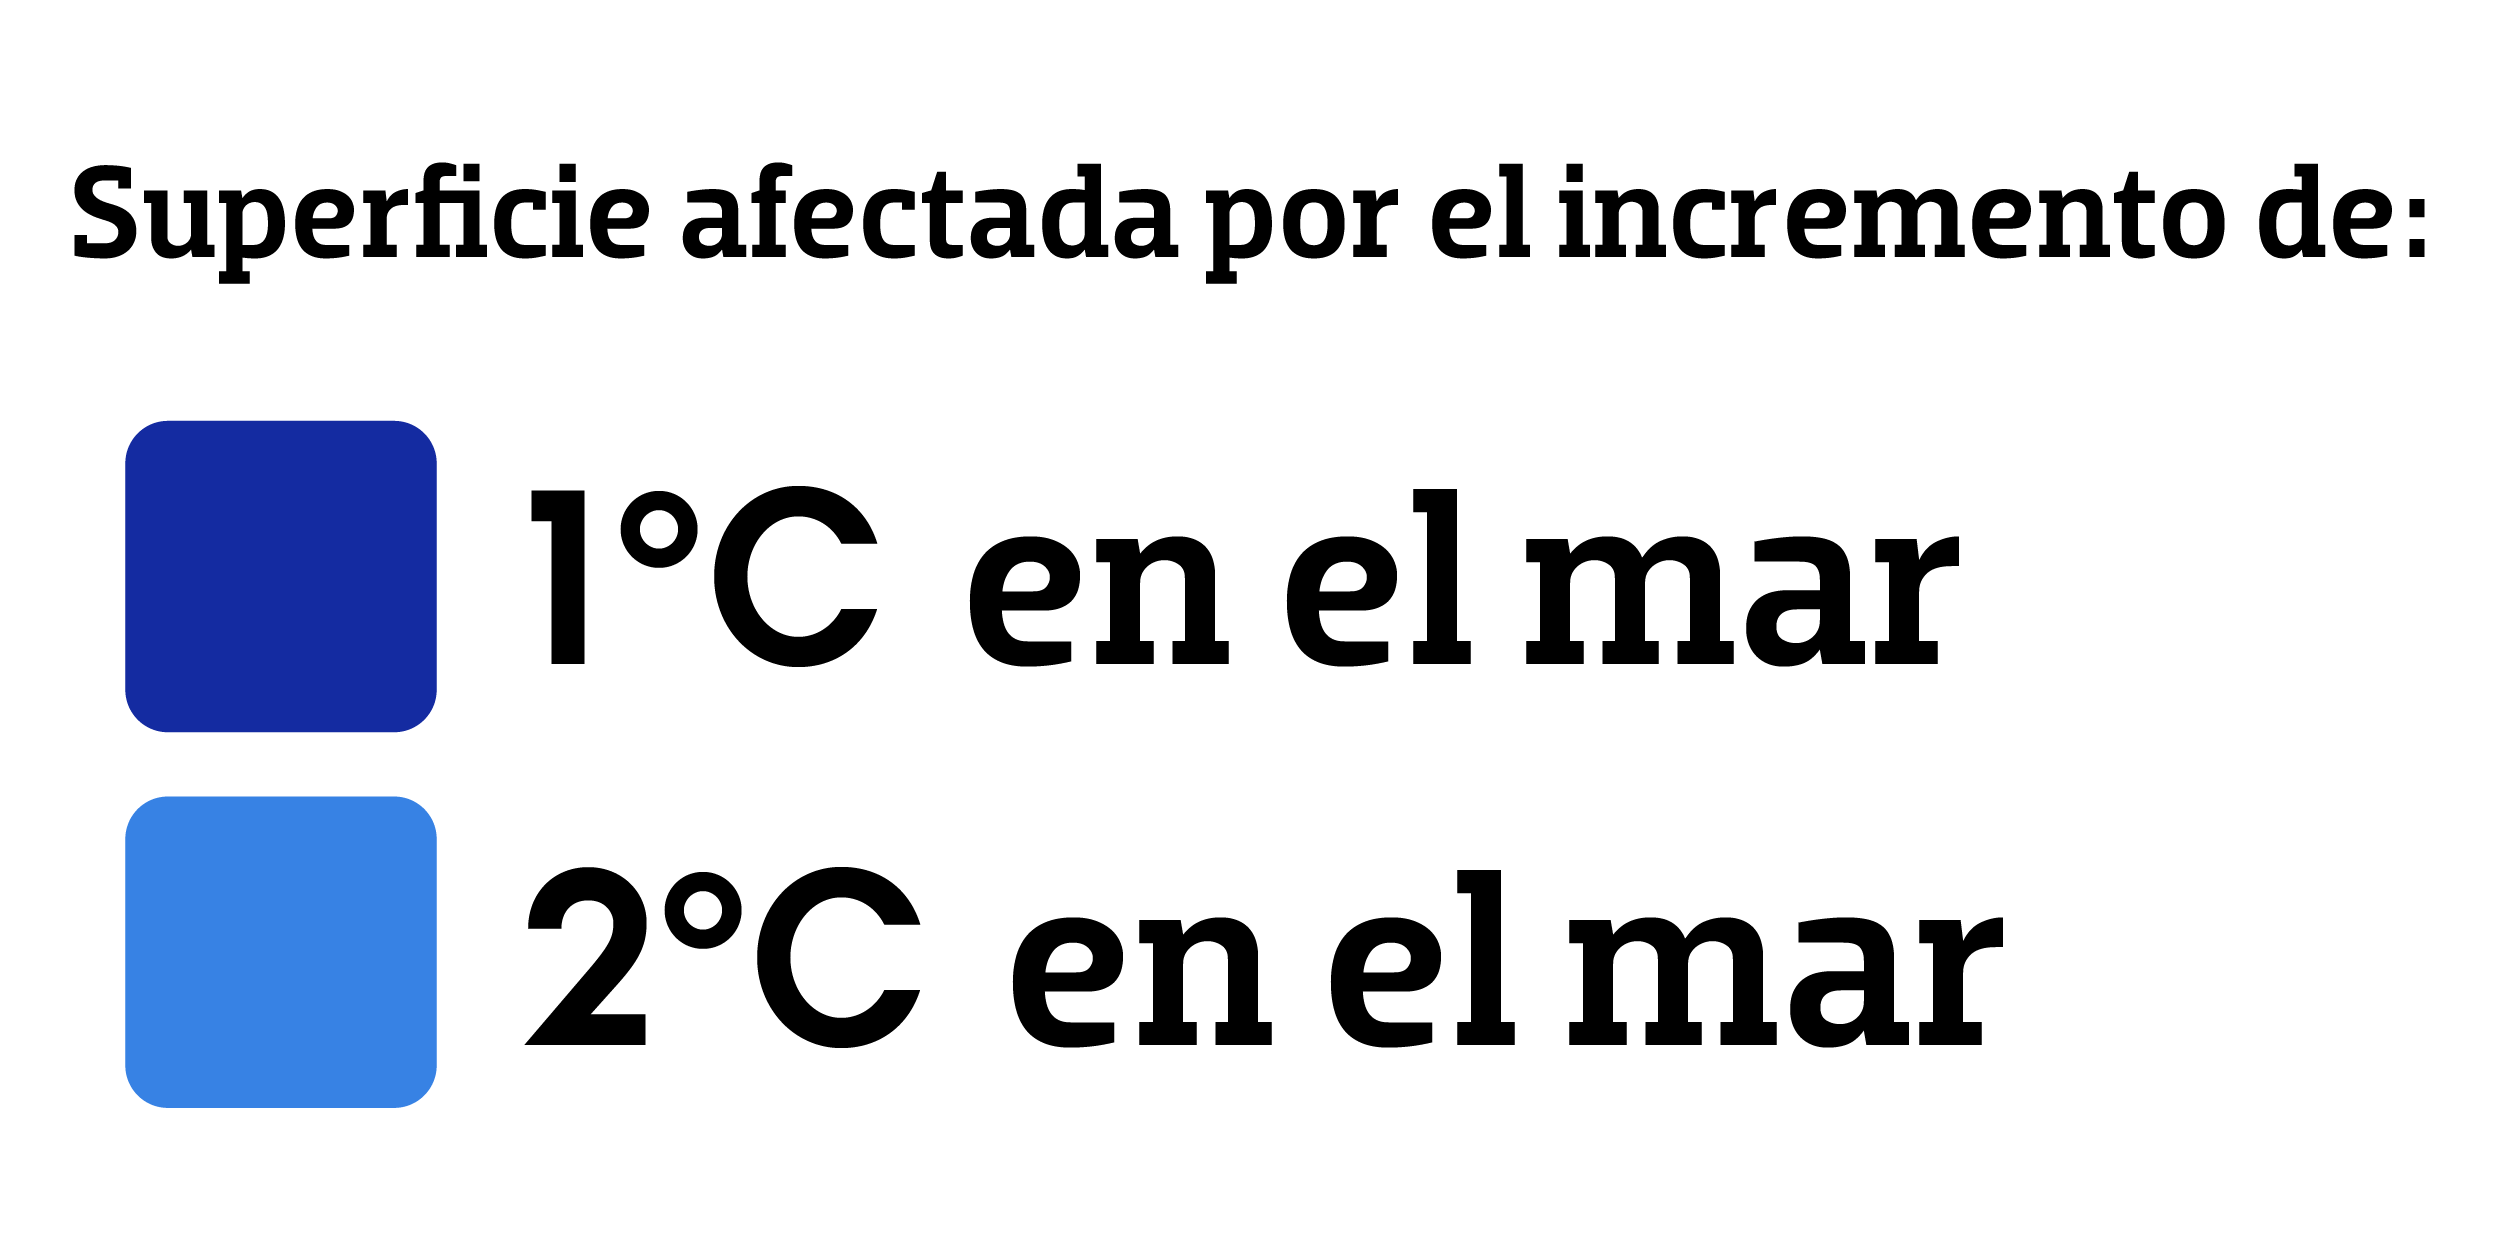 Superficie afectada por el incremento de:
1°C en el mar
2°C en el mar